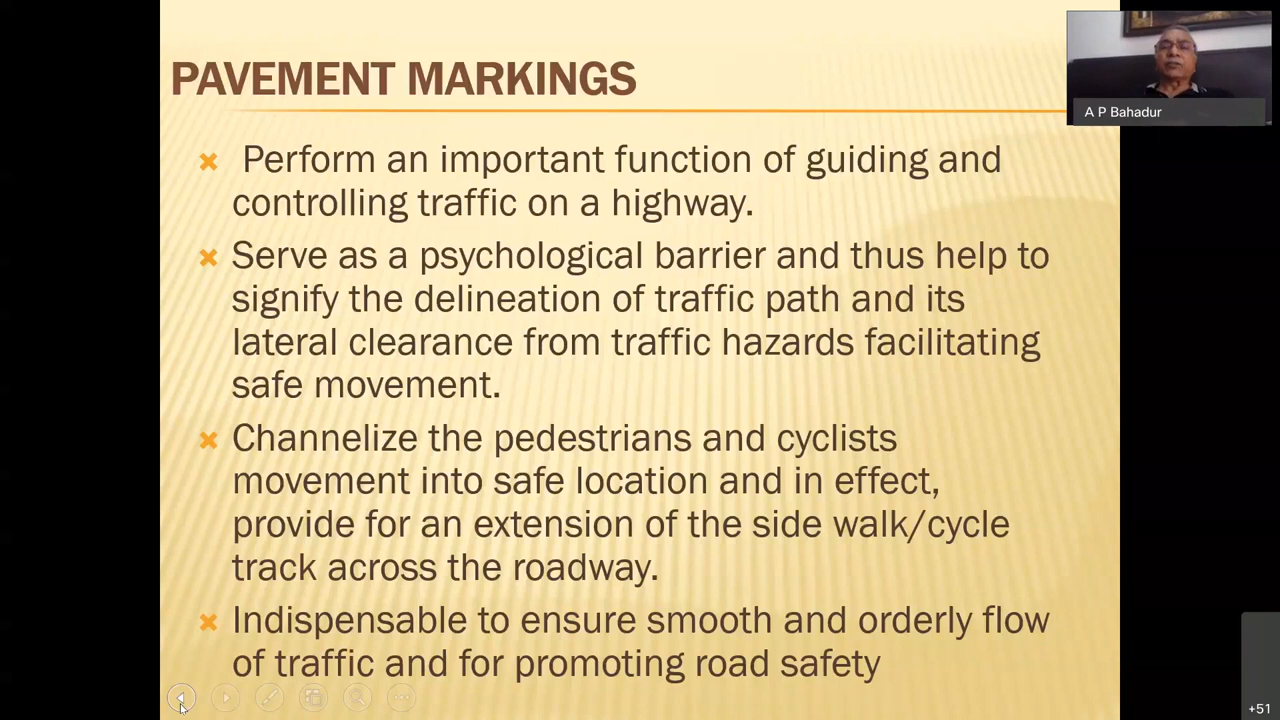 PAVEMENT MARKINGS
A P Bahadur
Perform an important function of guiding and
controlling traffic on a highway.
Serve as a psychological barrier and thus help to
signify the delineation of traffic path and its
lateral clearance from traffic hazards facilitating
safe movement.
Channelize the pedestrians and cyclists
movement into safe location and in effect,
provide for an extension of the side walk/cycle
track across the roadway.
Indispensable to ensure smooth and orderly flow
of traffic and for promoting road safety
+51